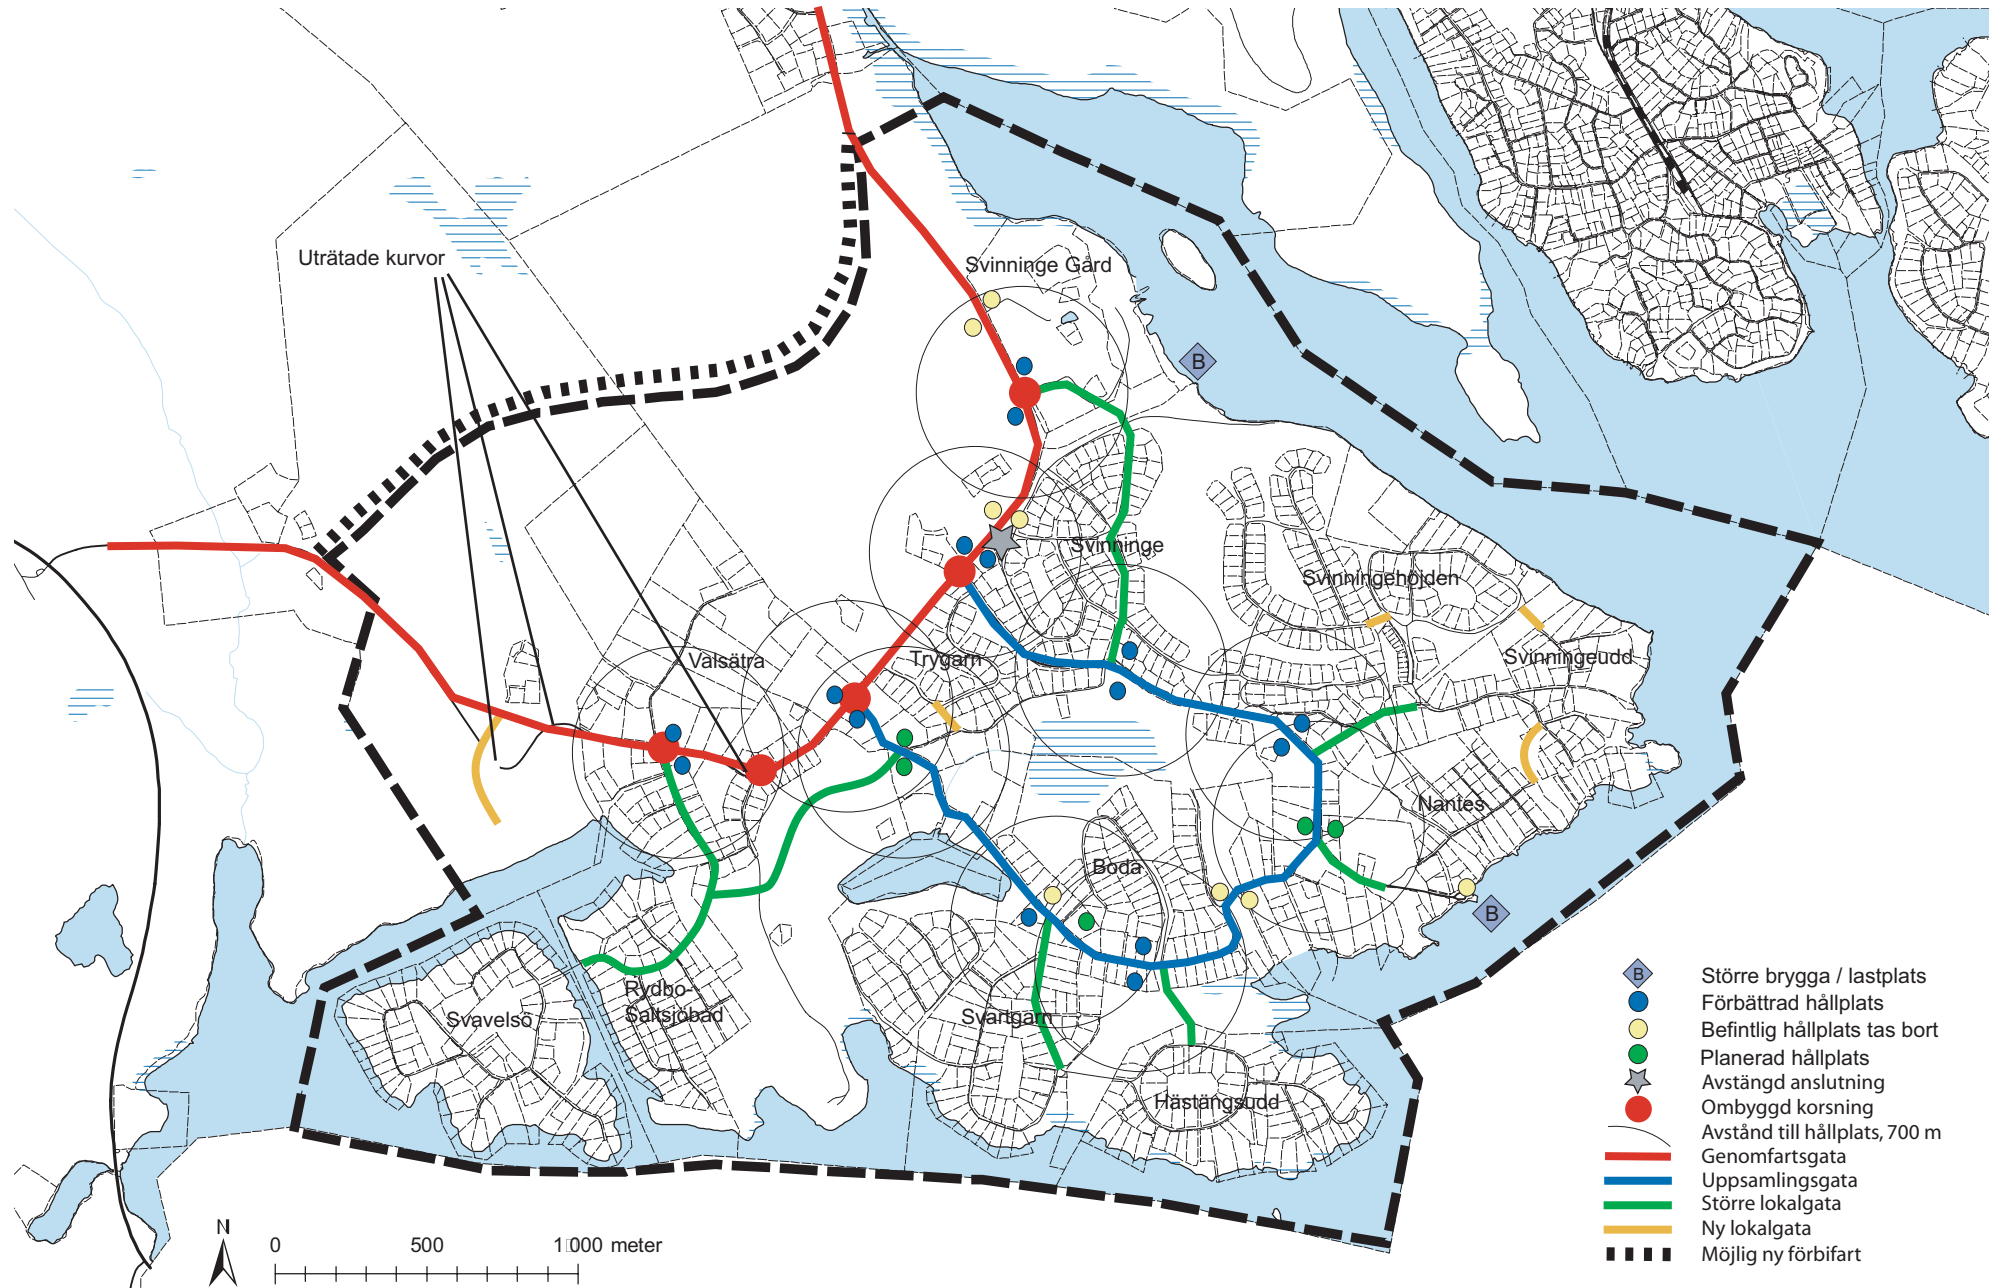 Uträtade kurvor
Svinninge Gård
B
Svinninge
Svinningehöjden
Valsätra
Trygarn
Svinningeudd
Nantes
Boda
B
Rydbo-
Saltsjöbad
Svavelsö
Svartgarn
Hästängsudd
B Större brygga / lastplats
Förbättrad hållplats
Befintlig hållplats tas bort
Planerad hållplats
Avstängd anslutning
Ombyggd korsning
Avstånd till hållplats, 700 m
Genomfartsgata
Uppsamlingsgata
Större lokalgata
Ny lokalgata
Möjlig ny förbifart
N
0 500 1 000 meter